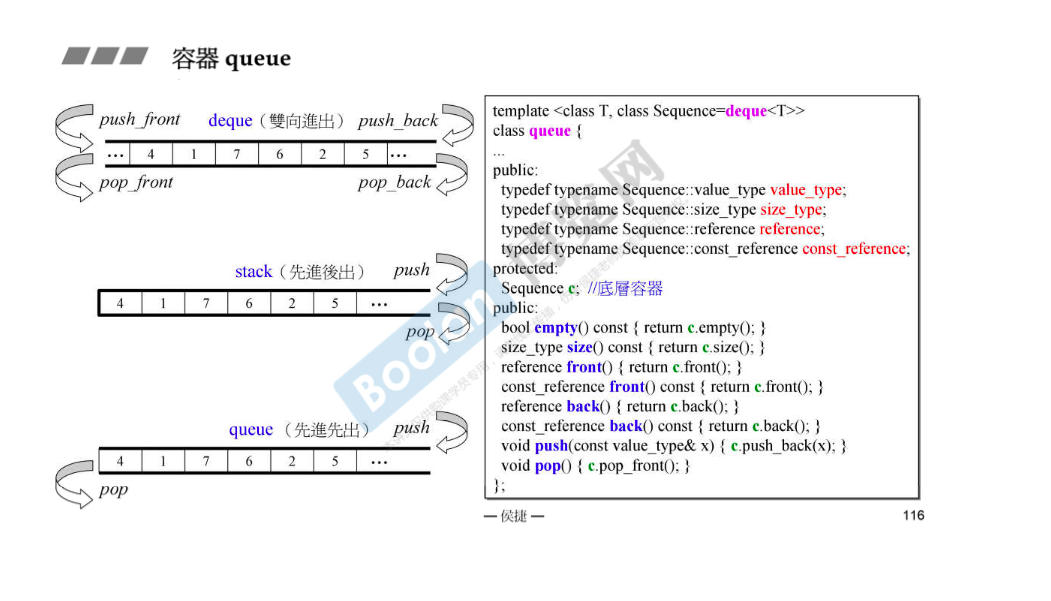 容器 queue
push_front deque（雙向進出） push_back
… 4 1 7 6 2 5 …
pop_front pop_back
stack（先進後出） push
4 1 7 6 2 5 …
pop
queue （先進先出） push
4 1 7 6 2 5 …
pop
template <class T, class Sequence=deque<T>>
class queue {
...
public:
typedef typename Sequence::value_type value_type;
typedef typename Sequence::size_type size_type;
typedef typename Sequence::reference reference;
typedef typename Sequence::const_reference const_reference;
protected:
Sequence c; //底層容器
public:
bool empty() const { return c.empty(); }
size_type size() const { return c.size(); }
reference front() { return c.front(); }
const_reference front() const { return c.front(); }
reference back() { return c.back(); }
const_reference back() const { return c.back(); }
void push(const value_type& x) { c.push_back(x); }
void pop() { c.pop_front(); }
};
— 侯捷 —
116
Boolan 博览网